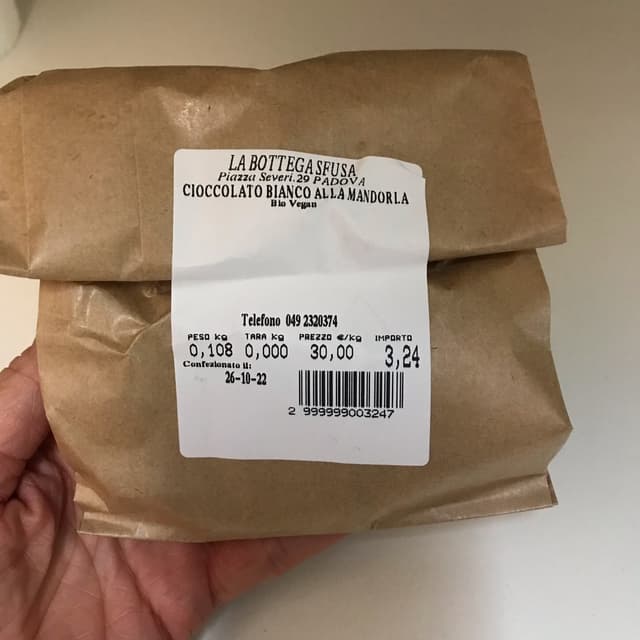 LA BOTTEGA SFUSA
Piazza Severi.29 PADOVA
CIOCCOLATO BIANCO ALLA MANDORLA
Bio Vegan
Telefono 049 2320374
PESO kg TARA kg PREZZO €/kg IMPORTO
0,108 0,000 30,00 3,24
Confezionato il:
26-10-22
2 999999003247